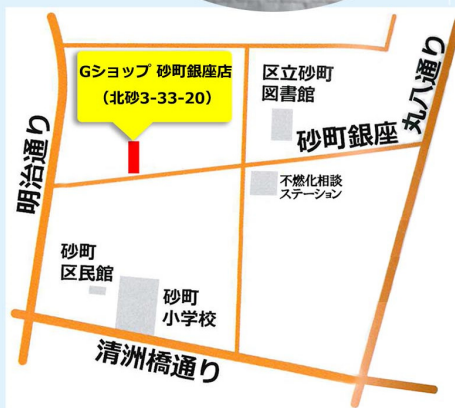 Gショップ 砂町銀座店
（北砂3-33-20）
区立砂町
図書館
丸八通り
砂町銀座
明治通り
不燃化相談
ステーション
砂町
区民館
砂町
小学校
清洲橋通り